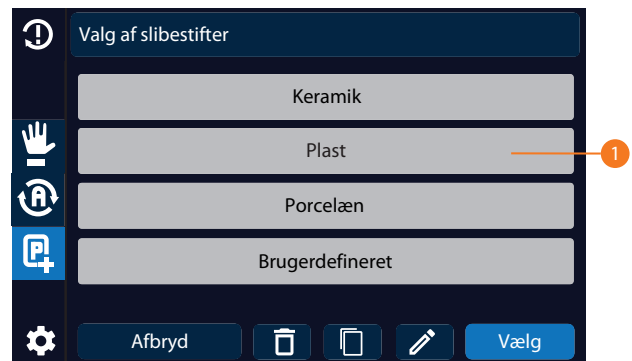 Valg af slibestifter
Keramik
Plast
1
Porcelæn
Brugerdefineret
Afbryd
Vælg